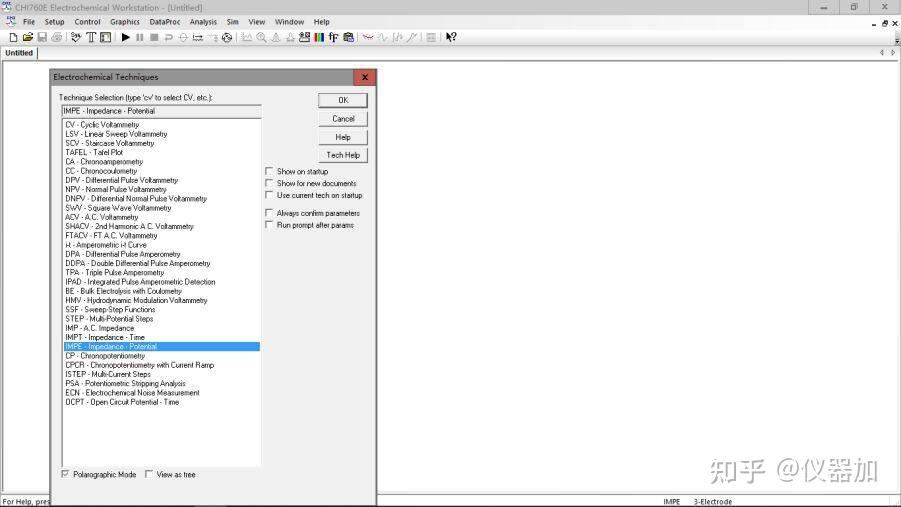 CHI760E Electrochemical Workstation - [Untitled]
File Setup Control Graphics DataProc Analysis Sim View Window Help
Untitled
Electrochemical Techniques
Technique Selection (type 'cv' to select CV, etc.):
IMPE - Impedance - Potential
CV - Cyclic Voltammetry
LSV - Linear Sweep Voltammetry
SCV - Staircase Voltammetry
TAFEL - Tafel Plot
CA - Chronoamperometry
CC - Chronocoulometry
DPV - Differential Pulse Voltammetry
NPV - Normal Pulse Voltammetry
DNPV - Differential Normal Pulse Voltammetry
SWV - Square Wave Voltammetry
ACV - A.C. Voltammetry
SHACV - 2nd Harmonic A.C. Voltammetry
FTACV - FT A.C. Voltammetry
i-t - Amperometric i-t Curve
DPA - Differential Pulse Amperometry
DDPA - Double Differential Pulse Amperometry
TPA - Triple Pulse Amperometry
IPAD - Integrated Pulse Amperometric Detection
BE - Bulk Electrolysis with Coulometry
HMV - Hydrodynamic Modulation Voltammetry
SSF - Sweep-Step Functions
STEP - Multi-Potential Steps
IMP - A.C. Impedance
IMPT - Impedance - Time
IMPE - Impedance - Potential
CP - Chronopotentiometry
CPCR - Chronopotentiometry with Current Ramp
ISTEP - Multi-Current Steps
PSA - Potentiometric Stripping Analysis
ECN - Electrochemical Noise Measurement
OCPT - Open Circuit Potential - Time
OK
Cancel
Help
Tech Help
Show on startup
Show for new documents
Use current tech on startup
Always confirm parameters
Run prompt after params
Polarographic Mode View as tree
知乎 @仪器加
For Help, pres
IMPE 3-Electrode